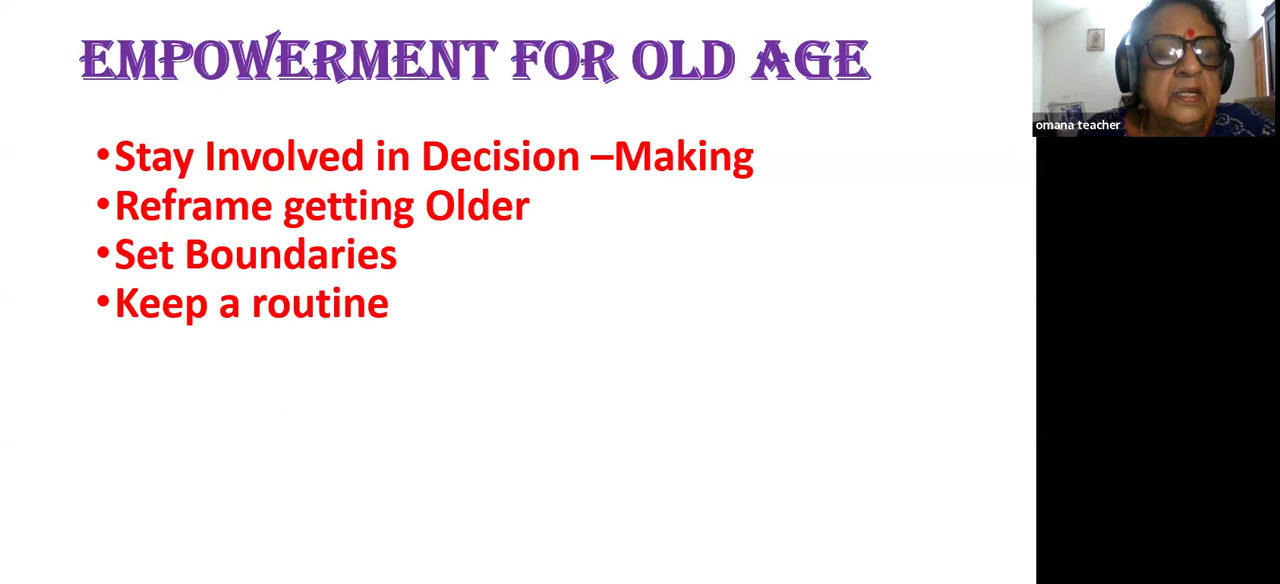 EMPOWERMENT FOR OLD AGE
•Stay Involved in Decision –Making
•Reframe getting Older
•Set Boundaries
•Keep a routine
omana teacher